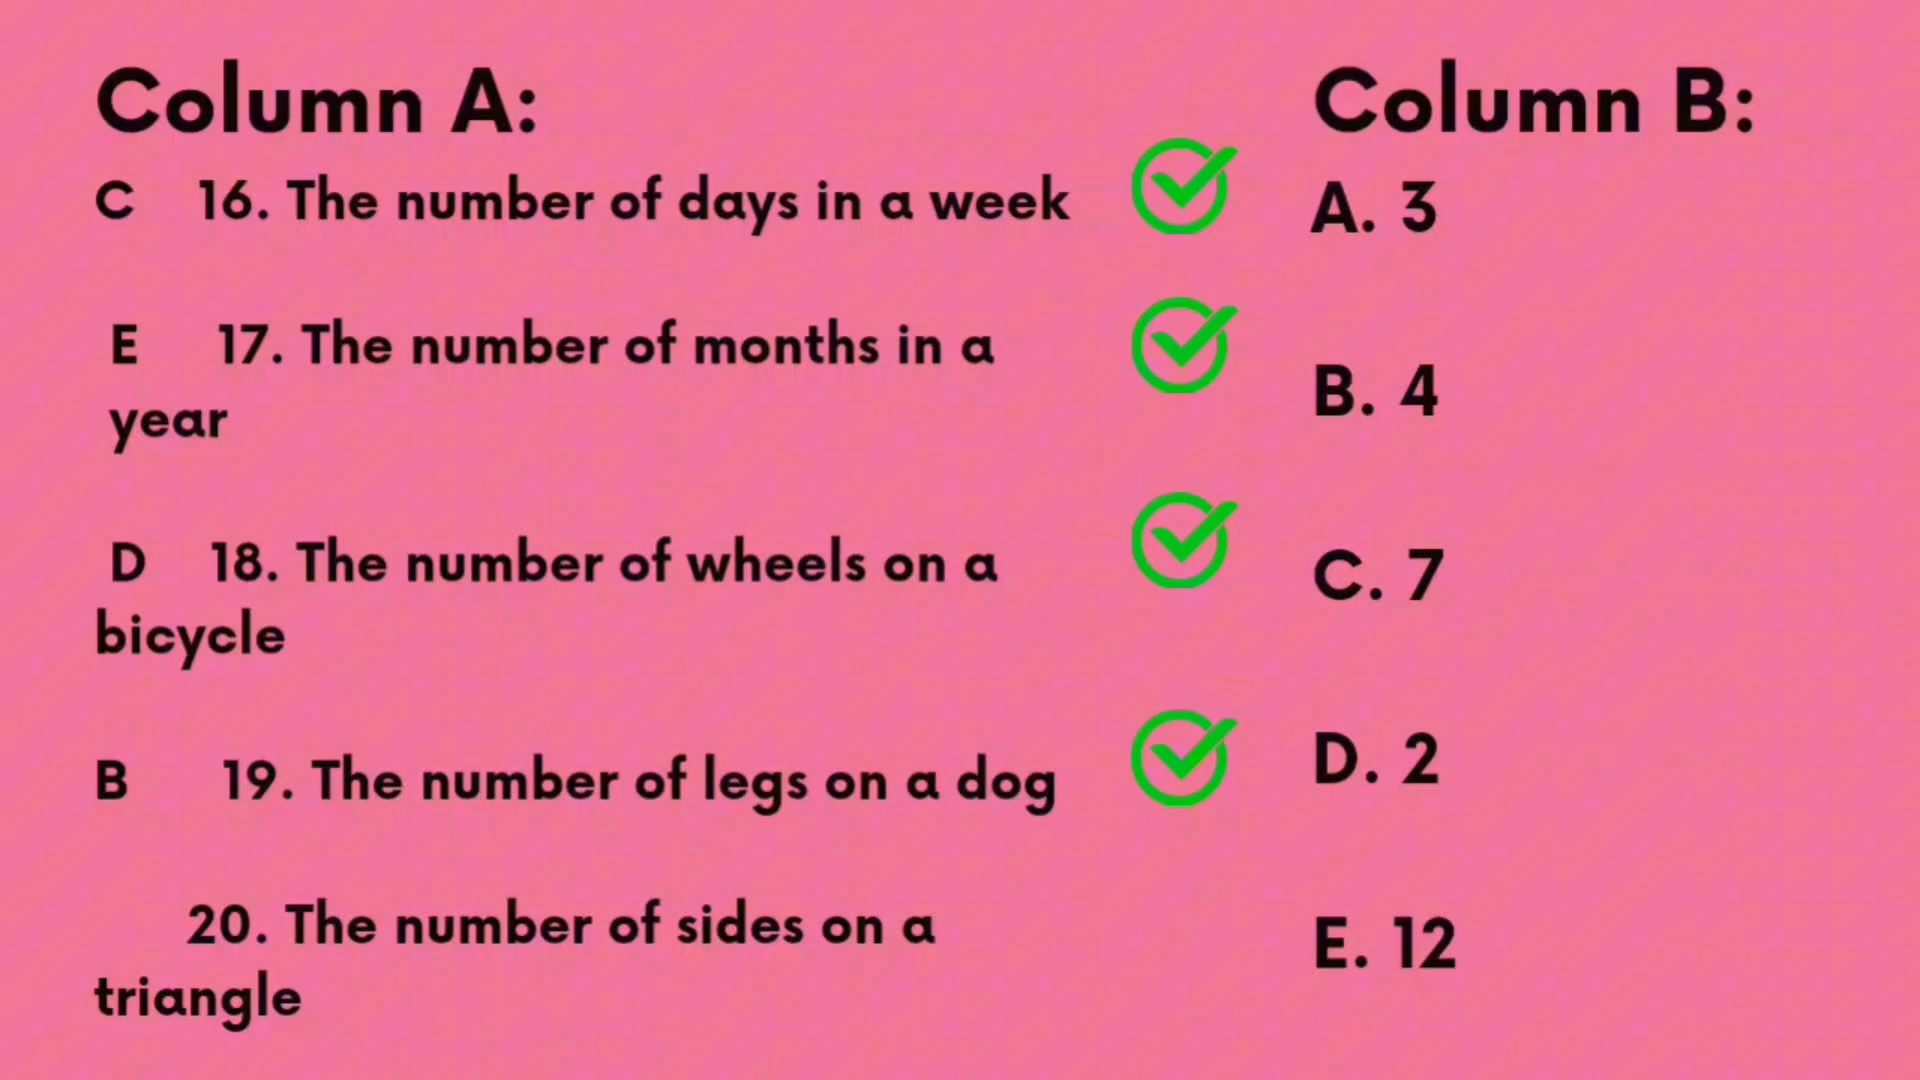 Column A:
C 16. The number of days in a week
E 17. The number of months in a
year
D 18. The number of wheels on a
bicycle
B 19. The number of legs on a dog
20. The number of sides on a
triangle
Column B:
A. 3
B. 4
C. 7
D. 2
E. 12